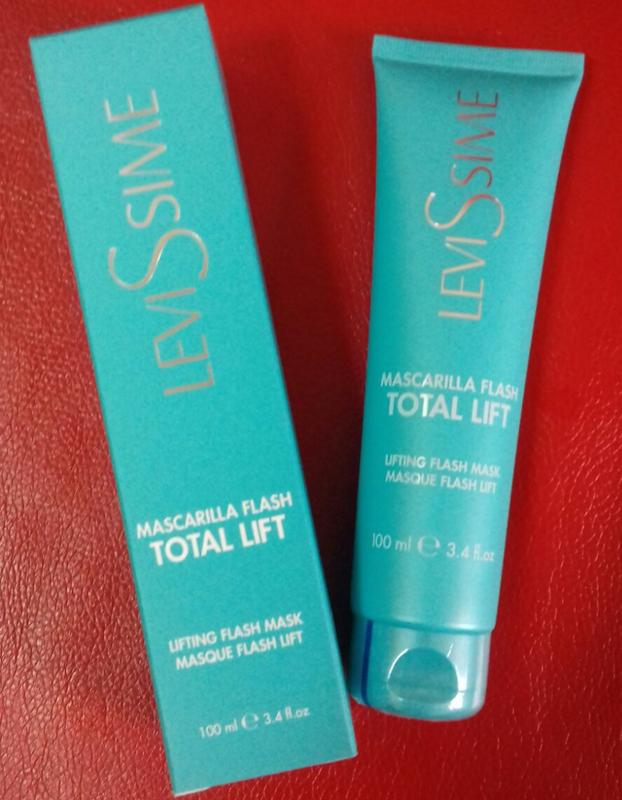 LEVISSIME
MASCARILLA FLASH
TOTAL LIFT
LIFTING FLASH MASK
MASQUE FLASH LIFT
100 ml ℮ 3.4 fl.oz
LEVISSIME
MASCARILLA FLASH
TOTAL LIFT
LIFTING FLASH MASK
MASQUE FLASH LIFT
100 ml ℮ 3.4 fl.oz